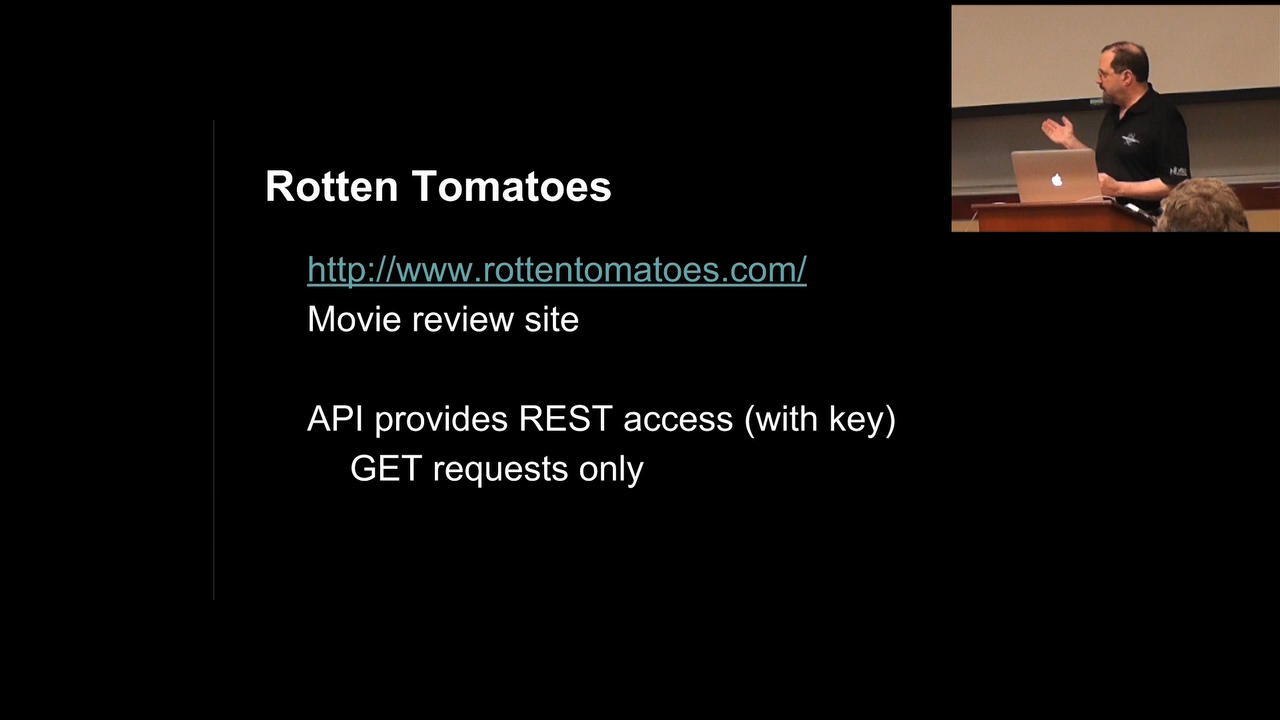 Rotten Tomatoes
http://www.rottentomatoes.com/
Movie review site
API provides REST access (with key)
GET requests only